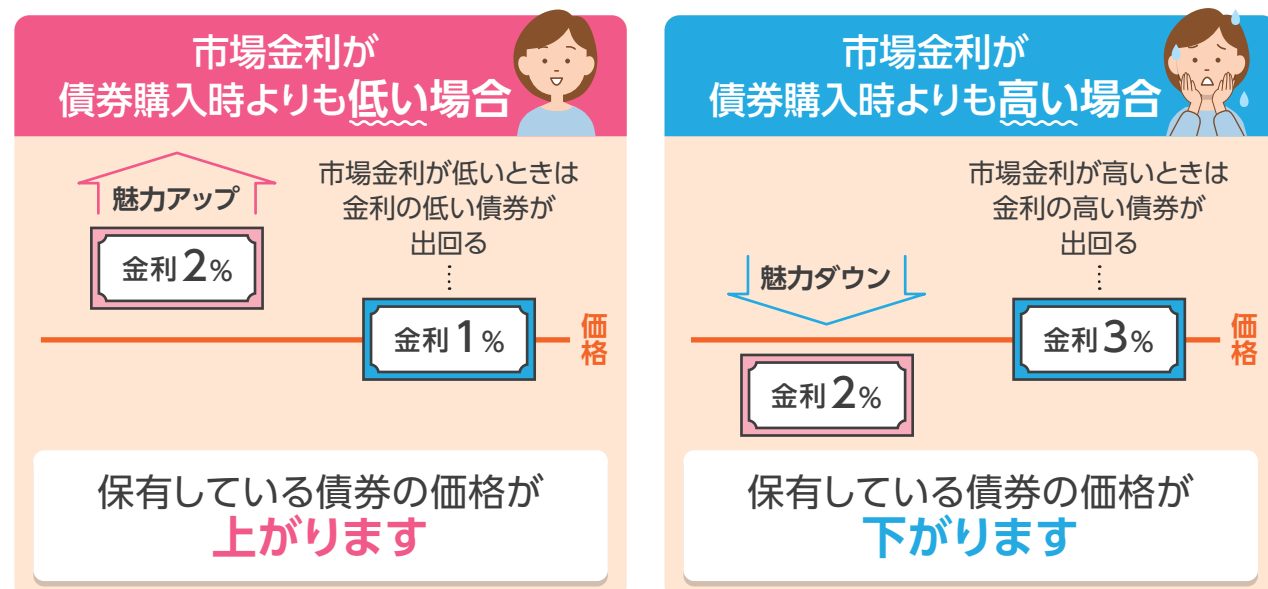 市場金利が
債券購入時よりも低い場合
魅力アップ
金利2%
市場金利が低いときは
金利の低い債券が
出回る
金利1%
価格
保有している債券の価格が
上がります
市場金利が
債券購入時よりも高い場合
市場金利が高いときは
金利の高い債券が
出回る
魅力ダウン
金利2%
金利3%
価格
保有している債券の価格が
下がります